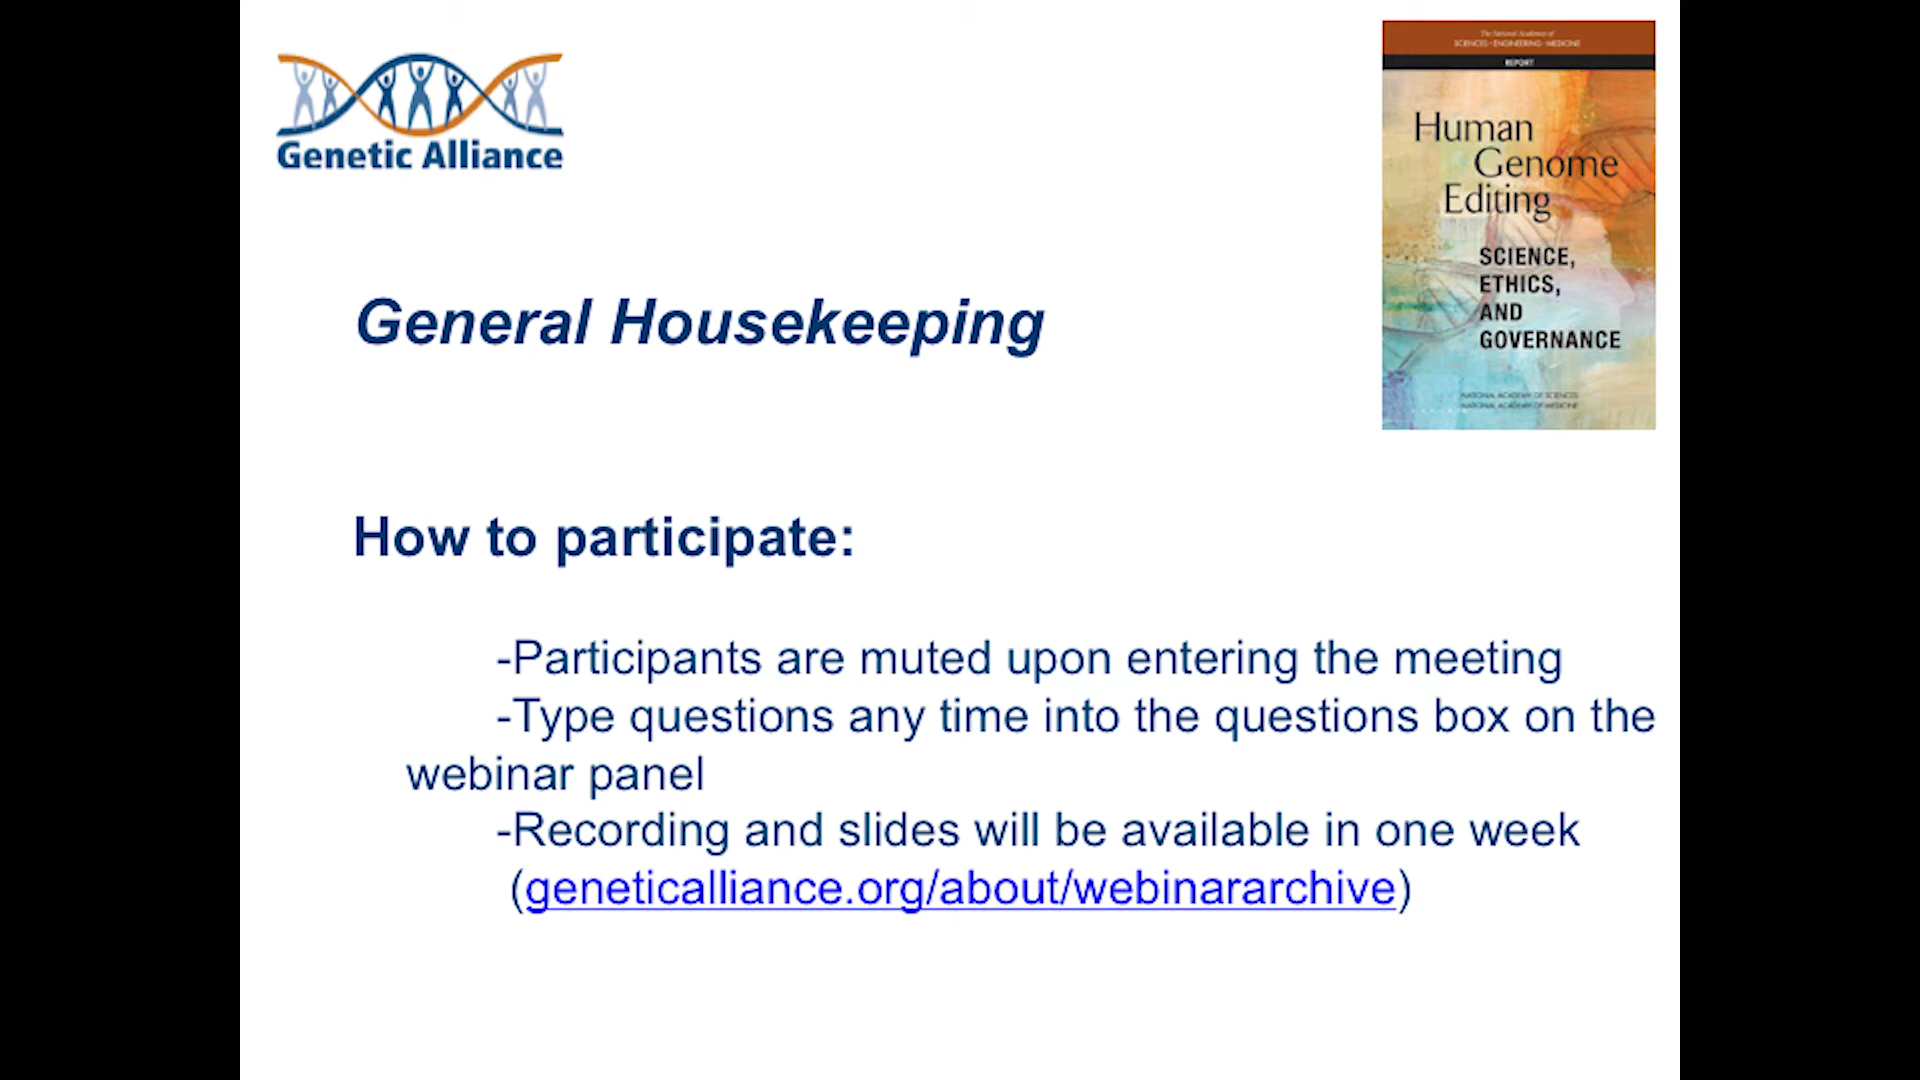 Genetic Alliance
The National Academies of
SCIENCES • ENGINEERING • MEDICINE
REPORT
Human
Genome
Editing
SCIENCE,
ETHICS,
AND
GOVERNANCE
NATIONAL ACADEMY OF SCIENCES
NATIONAL ACADEMY OF MEDICINE
General Housekeeping
How to participate:
-Participants are muted upon entering the meeting
-Type questions any time into the questions box on the
webinar panel
-Recording and slides will be available in one week
(geneticalliance.org/about/webinararchive)